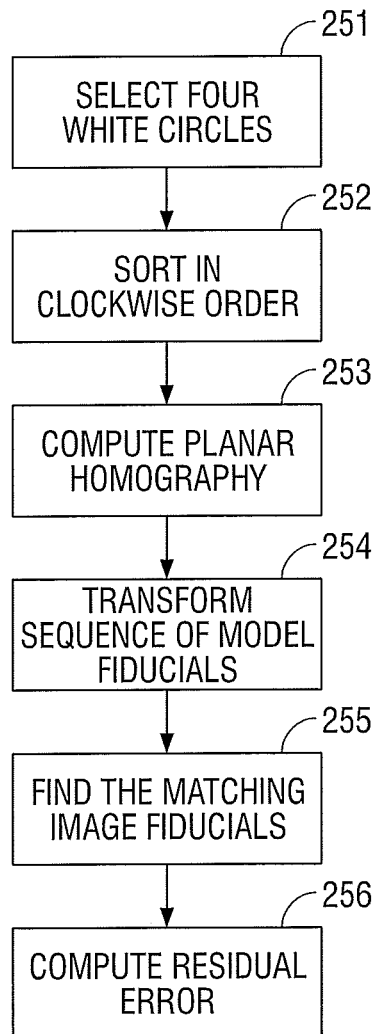 251
SELECT FOUR
WHITE CIRCLES
252
SORT IN
CLOCKWISE ORDER
253
COMPUTE PLANAR
HOMOGRAPHY
254
TRANSFORM
SEQUENCE OF MODEL
FIDUCIALS
255
FIND THE MATCHING
IMAGE FIDUCIALS
256
COMPUTE RESIDUAL
ERROR